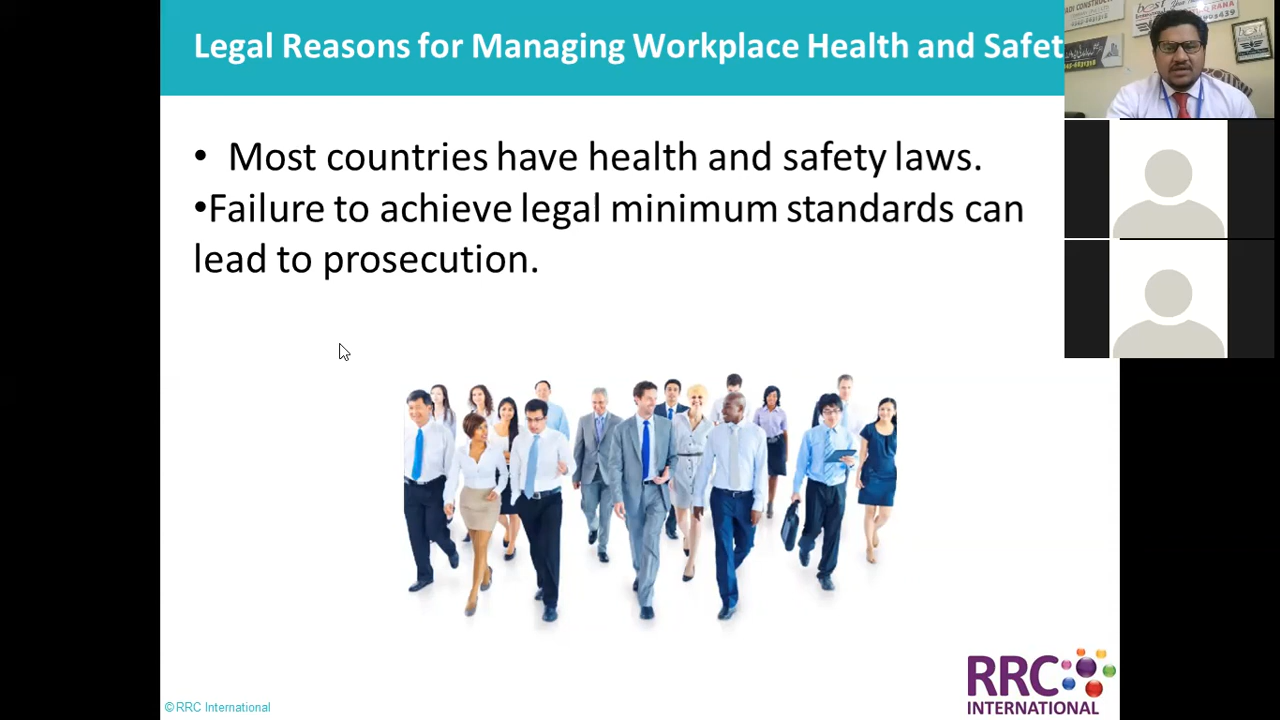 Legal Reasons for Managing Workplace Health and Safet
• Most countries have health and safety laws.
•Failure to achieve legal minimum standards can
lead to prosecution.
RRC
INTERNATIONAL
© RRC International